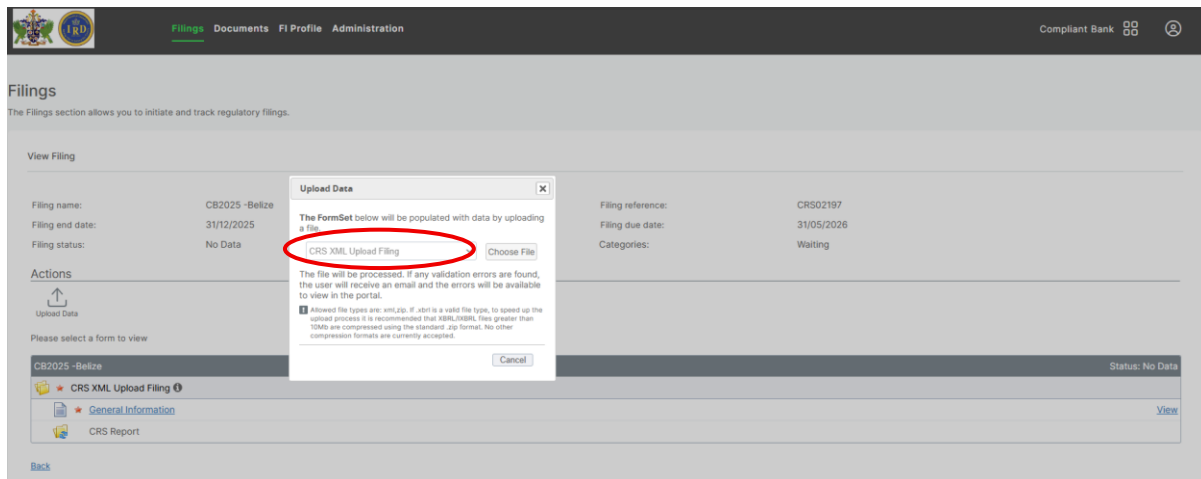 IRD
Filings Documents FI Profile Administration
Compliant Bank
Filings
The Filings section allows you to initiate and track regulatory filings.
View Filing
Filing name: CB2025 -Belize
Filing reference: CRS02197
Filing end date: 31/12/2025
Filing due date: 31/05/2026
Filing status: No Data
Categories: Waiting
Actions
Upload Data
Please select a form to view
Upload Data
The FormSet below will be populated with data by uploading
a file.
CRS XML Upload Filing
Choose File
The file will be processed. If any validation errors are found,
the user will receive an email and the errors will be available
to view in the portal.
Allowed file types are: xml,zip. If .xbrl is a valid file type, to speed up the
upload process it is recommended that XBRL/iXBRL files greater than
10Mb are compressed using the standard .zip format. No other
compression formats are currently accepted.
Cancel
CB2025 -Belize Status: No Data
CRS XML Upload Filing
General Information View
CRS Report
Back